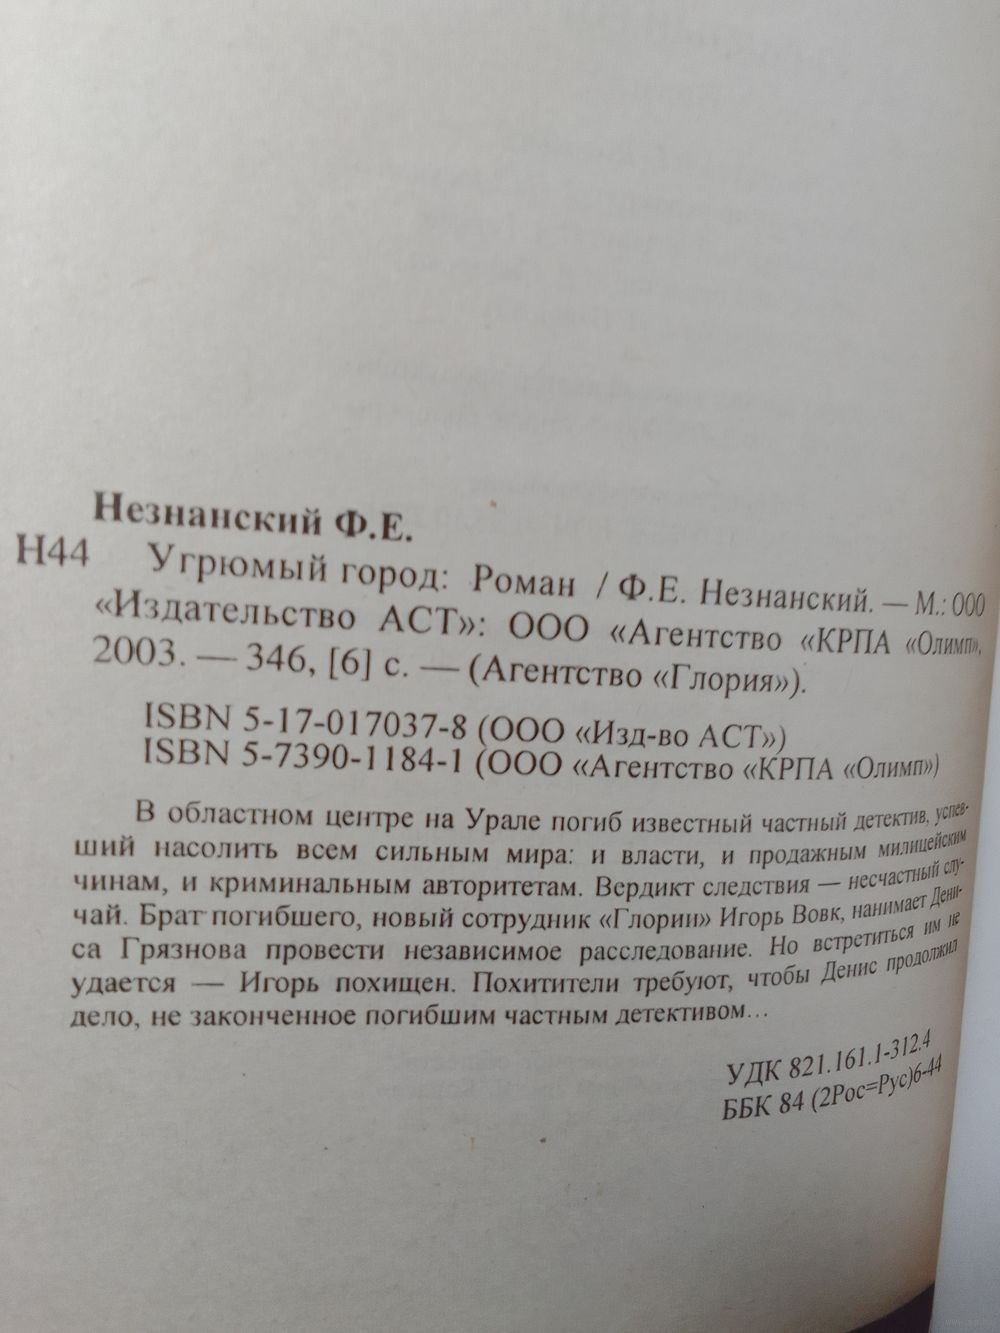 Незнанский Ф.Е.
Н44 Угрюмый город: Роман / Ф.Е. Незнанский. — М.: ООО
«Издательство АСТ»: ООО «Агентство «КРПА «Олимп»,
2003. — 346, [6] с. — (Агентство «Глория»).
ISBN 5-17-017037-8 (ООО «Изд-во АСТ»)
ISBN 5-7390-1184-1 (ООО «Агентство «КРПА «Олимп»)
В областном центре на Урале погиб известный частный детектив, успев-
ший насолить всем сильным мира: и власти, и продажным милицейским
чинам, и криминальным авторитетам. Вердикт следствия — несчастный слу-
чай. Брат погибшего, новый сотрудник «Глории» Игорь Вовк, нанимает Дени-
са Грязнова провести независимое расследование. Но встретиться им не
удается — Игорь похищен. Похитители требуют, чтобы Денис продолжил
дело, не законченное погибшим частным детективом...
УДК 821.161.1-312.4
ББК 84 (2Рос=Рус)6-44